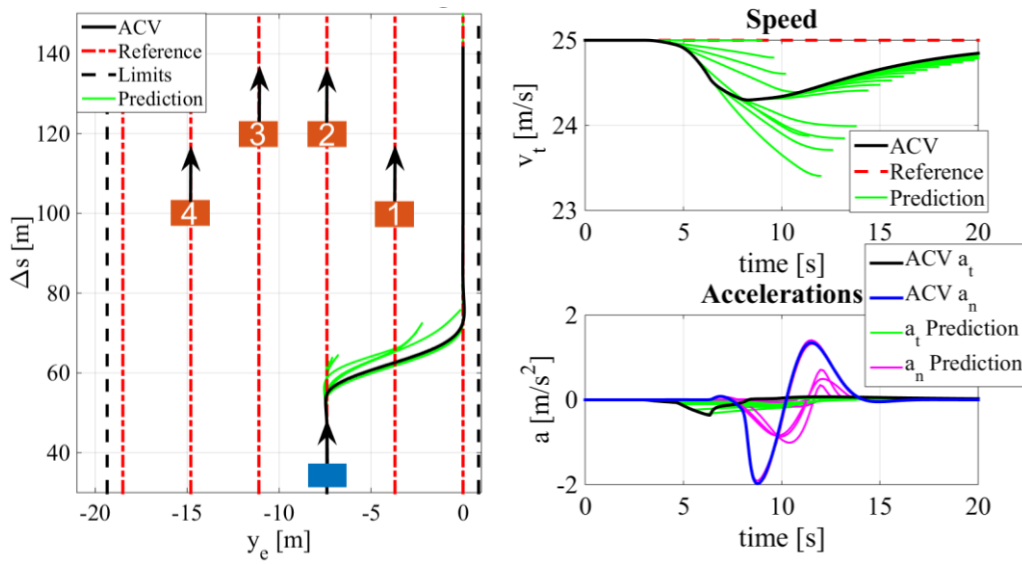 ACV
Reference
Limits
Prediction
140
120
100
80
60
40
Δs [m]
-20
-15
-10
-5
0
y_e [m]
3
2
4
1
Speed
25
24
23
v_t [m/s]
ACV
Reference
Prediction
0
5
10
15
20
time [s]
Accelerations
ACV a_t
ACV a_n
a_t Prediction
a_n Prediction
2
0
-2
a [m/s²]
0
5
10
15
20
time [s]